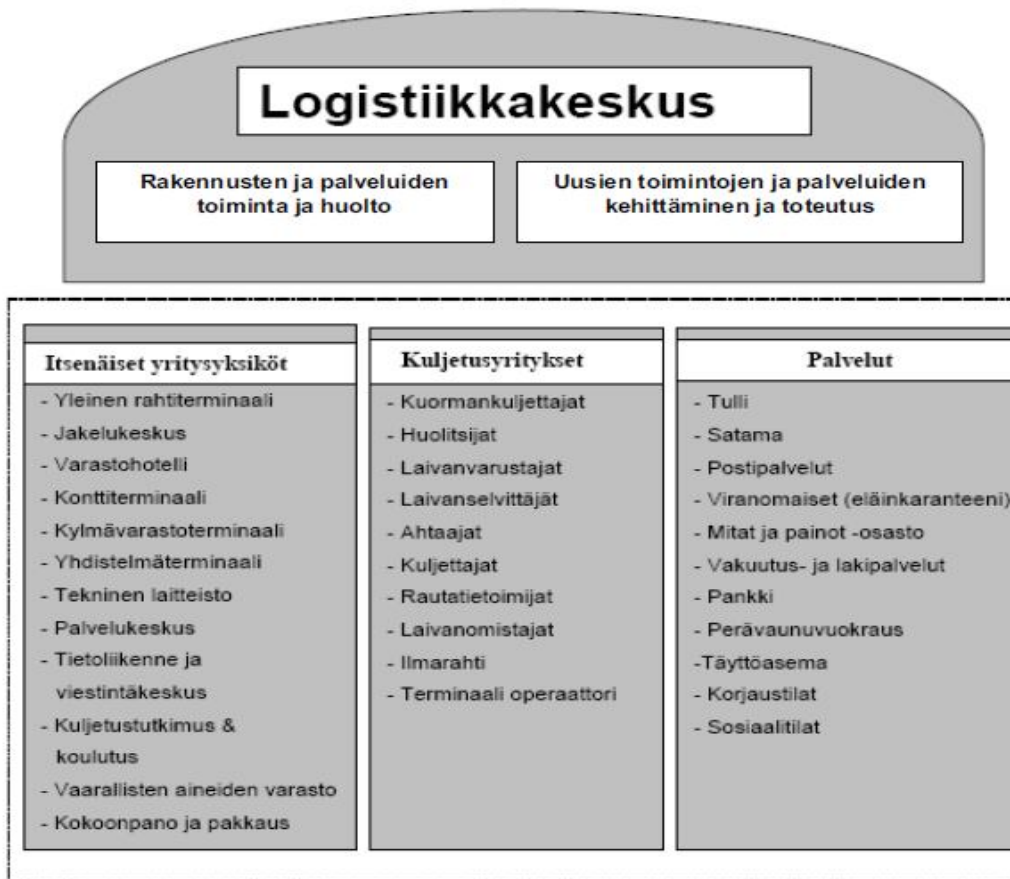 Logistiikkakeskus
Rakennusten ja palveluiden
toiminta ja huolto
Uusien toimintojen ja palveluiden
kehittäminen ja toteutus
Itsenäiset yritysyksiköt
- Yleinen rahtiterminaali
- Jakelukeskus
- Varastohotelli
- Konttiterminaali
- Kylmävarastoterminaali
- Yhdistelmäterminaali
- Tekninen laitteisto
- Palvelukeskus
- Tietoliikenne ja
viestintäkeskus
- Kuljetustutkimus &
koulutus
- Vaarallisten aineiden varasto
- Kokoonpano ja pakkaus
Kuljetusyritykset
- Kuormankuljettajat
- Huolitsijat
- Laivanvarustajat
- Laivanselvittäjät
- Ahtaajat
- Kuljettajat
- Rautatietoimijat
- Laivanomistajat
- Ilmarahti
- Terminaali operaattori
Palvelut
- Tulli
- Satama
- Postipalvelut
- Viranomaiset (eläinkaranteeni)
- Mitat ja painot -osasto
- Vakuutus- ja lakipalvelut
- Pankki
- Perävaunuvuokraus
-Täyttöasema
- Korjaustilat
- Sosiaalitilat